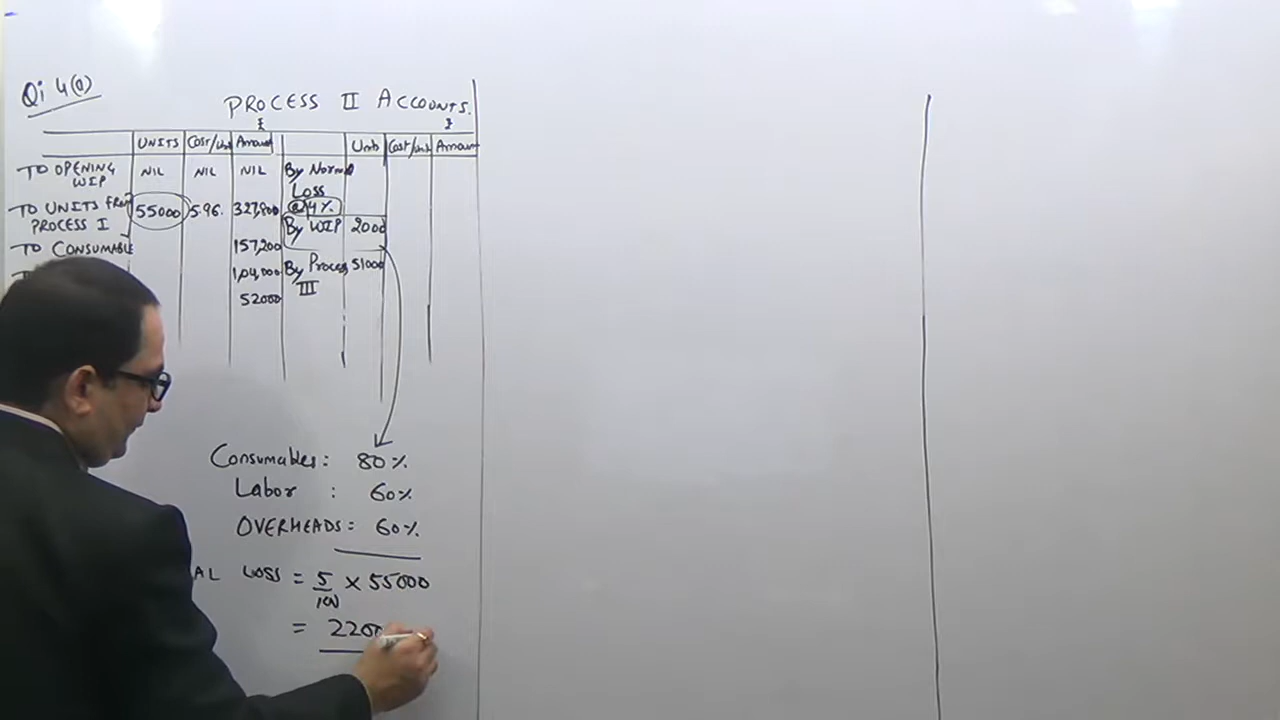 Qi 4(a)
PROCESS II ACCOUNTS.
£ £
UNITS Cost/Unit Amount Units Cost/Unit Amount
TO OPENING WIP NIL NIL NIL By Normal Loss @ 4%
TO UNITS from PROCESS I 55000 5.96 327,800 By WIP 2000
TO CONSUMABLE 157,200
1,04,000 By Process III 51000
52000
Consumables: 80%
Labor : 60%
OVERHEADS = 60%
AL LOSS = 5/100 × 55000
= 2200